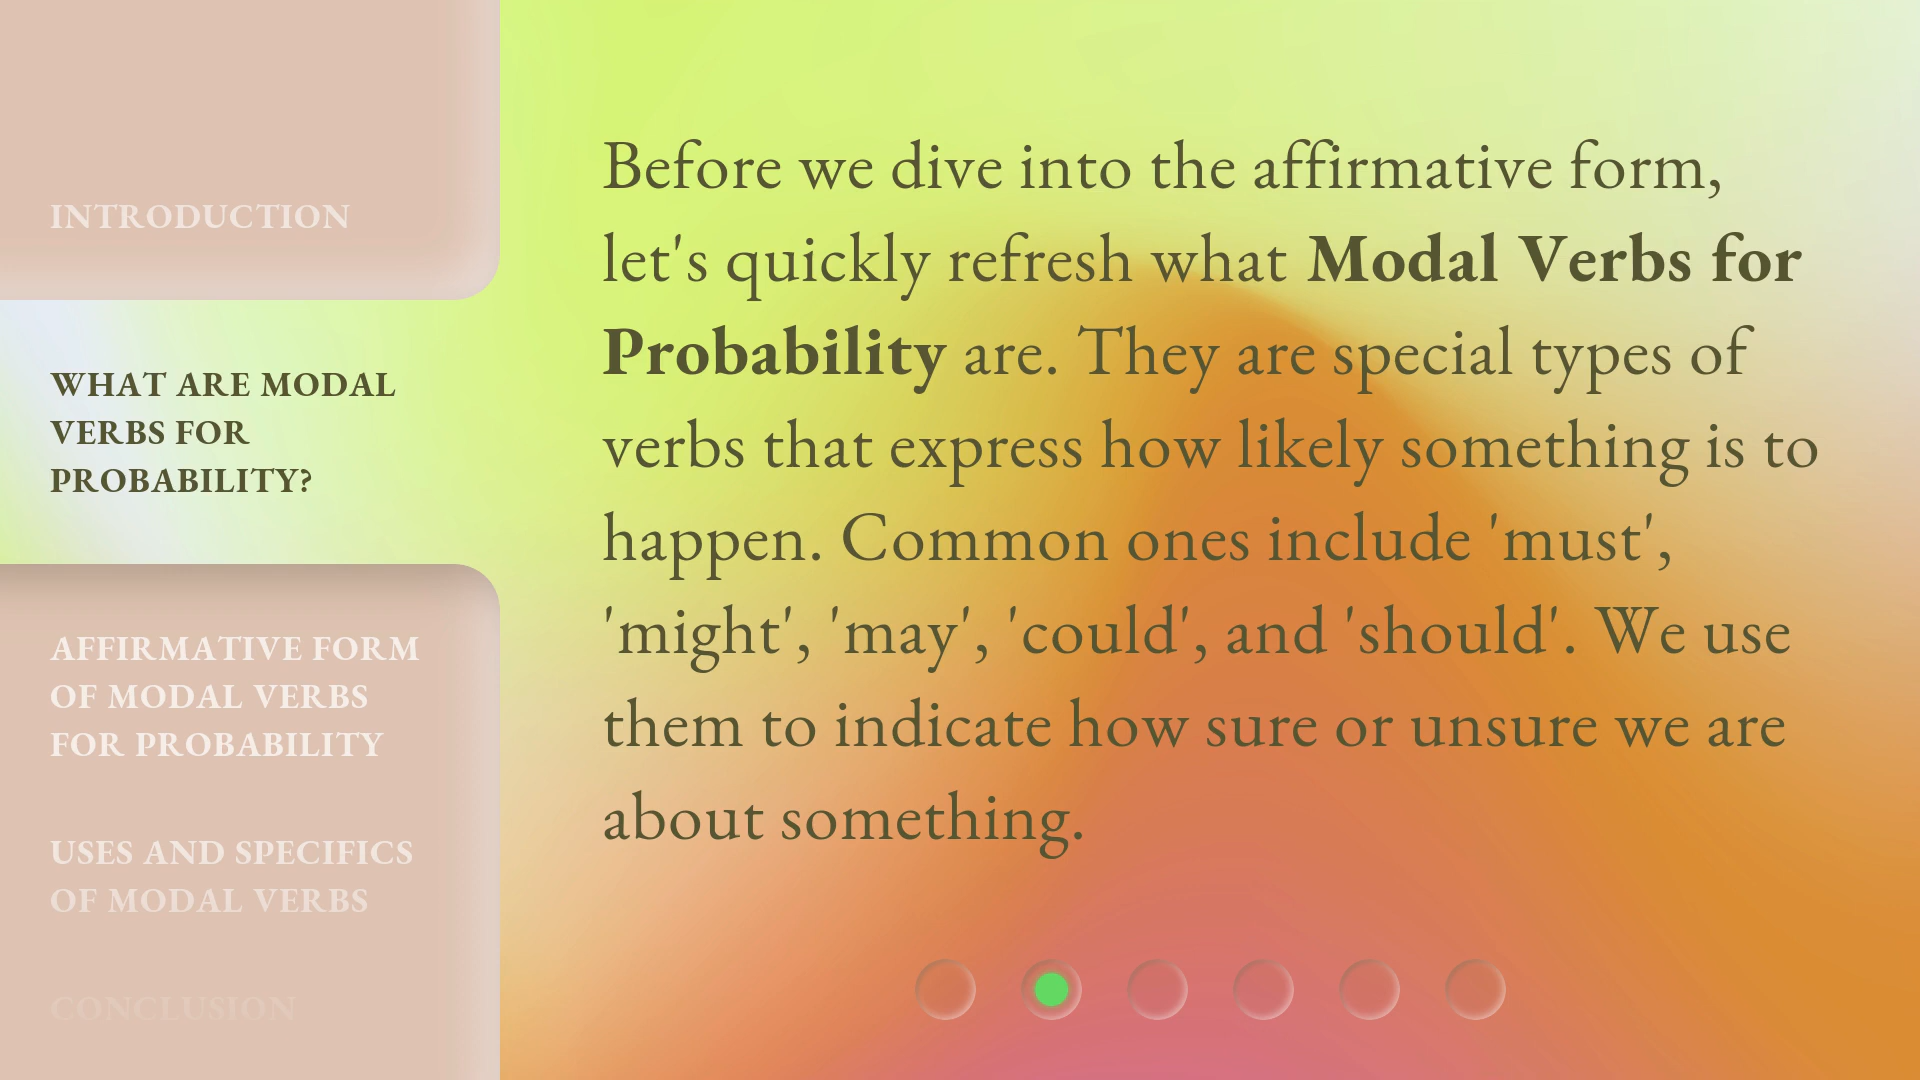 INTRODUCTION
WHAT ARE MODAL
VERBS FOR
PROBABILITY?
AFFIRMATIVE FORM
OF MODAL VERBS
FOR PROBABILITY
USES AND SPECIFICS
OF MODAL VERBS
CONCLUSION
Before we dive into the affirmative form,
let's quickly refresh what Modal Verbs for
Probability are. They are special types of
verbs that express how likely something is to
happen. Common ones include 'must',
'might', 'may', 'could', and 'should'. We use
them to indicate how sure or unsure we are
about something.